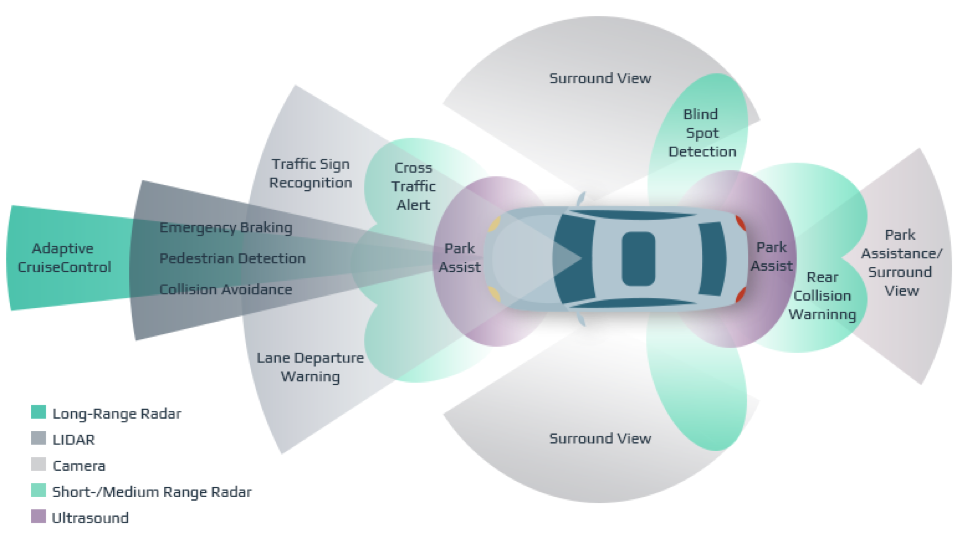 Surround View
Blind
Spot
Detection
Traffic Sign
Recognition
Cross
Traffic
Alert
Emergency Braking
Adaptive
CruiseControl
Pedestrian Detection
Collision Avoidance
Park
Assist
Park
Assist
Park
Assistance/
Surround
View
Rear
Collision
Warninng
Lane Departure
Warning
Surround View
Long-Range Radar
LIDAR
Camera
Short-/Medium Range Radar
Ultrasound